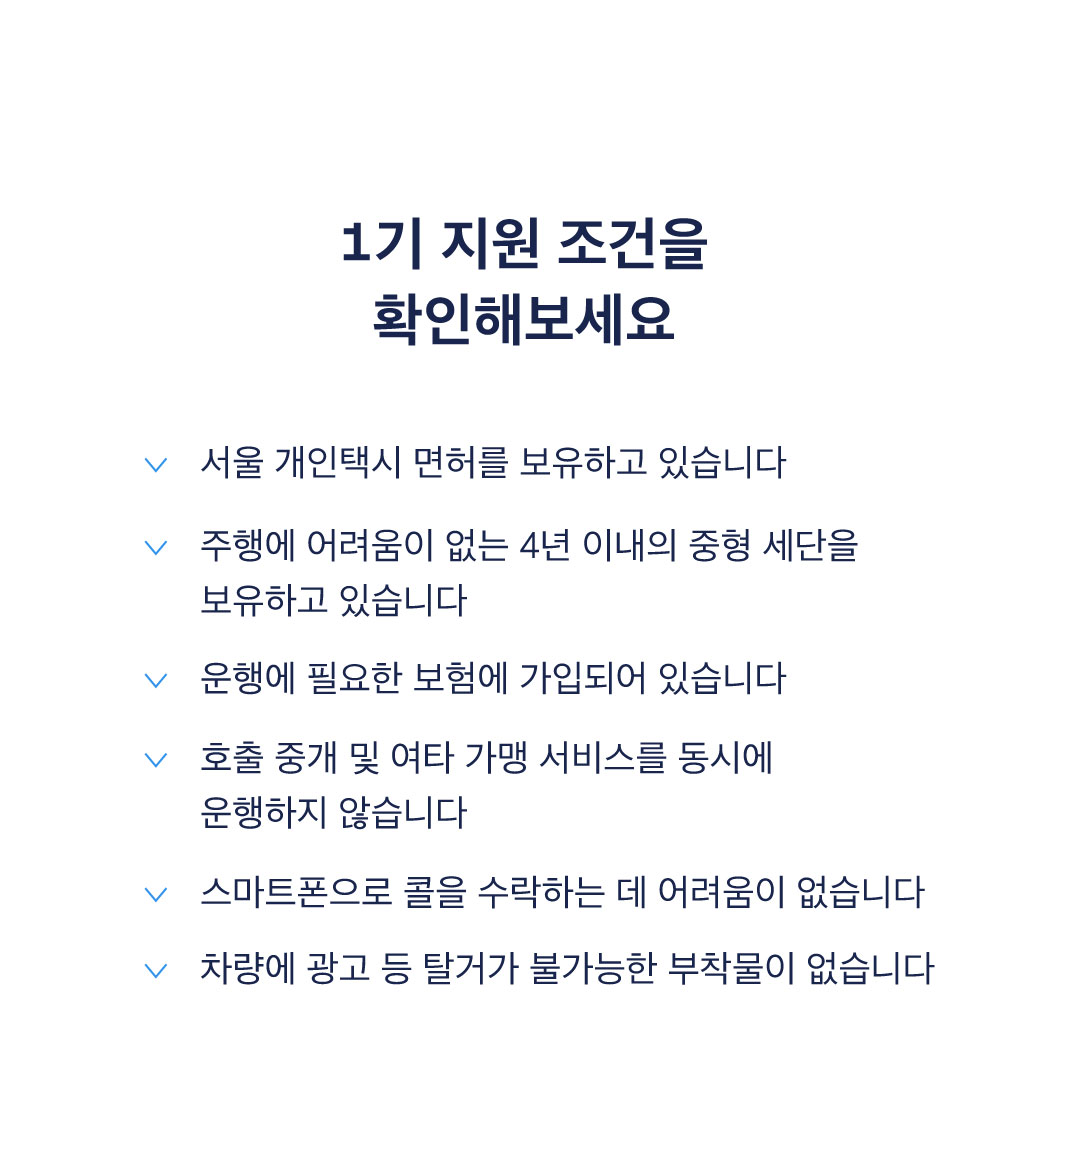 1기 지원 조건을
확인해보세요
서울 개인택시 면허를 보유하고 있습니다
주행에 어려움이 없는 4년 이내의 중형 세단을
보유하고 있습니다
운행에 필요한 보험에 가입되어 있습니다
호출 중개 및 여타 가맹 서비스를 동시에
운행하지 않습니다
스마트폰으로 콜을 수락하는 데 어려움이 없습니다
차량에 광고 등 탈거가 불가능한 부착물이 없습니다